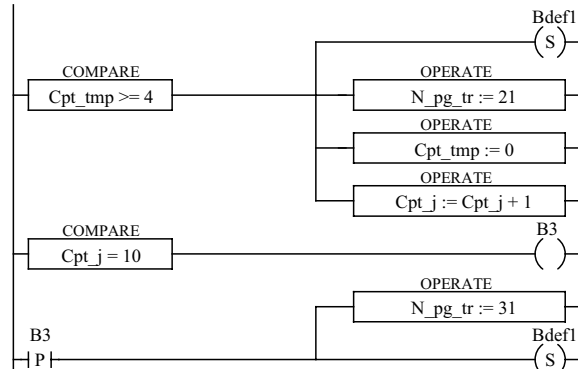 Bdef1
S
COMPARE
OPERATE
Cpt_tmp >= 4
N_pg_tr := 21
OPERATE
Cpt_tmp := 0
OPERATE
Cpt_j := Cpt_j + 1
COMPARE
B3
Cpt_j = 10
OPERATE
N_pg_tr := 31
B3
Bdef1
P
S